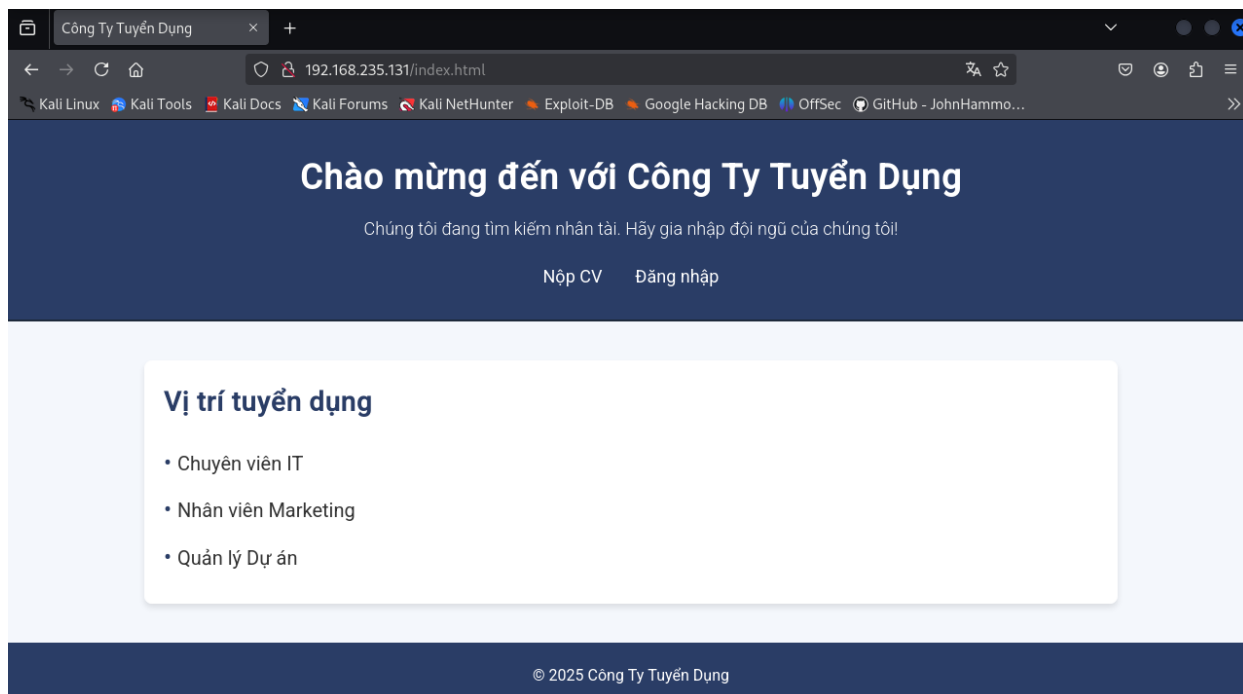 Công Ty Tuyển Dụng
192.168.235.131/index.html
Kali Linux Kali Tools Kali Docs Kali Forums Kali NetHunter Exploit-DB Google Hacking DB OffSec GitHub - JohnHammo…
Chào mừng đến với Công Ty Tuyển Dụng
Chúng tôi đang tìm kiếm nhân tài. Hãy gia nhập đội ngũ của chúng tôi!
Nộp CV Đăng nhập
Vị trí tuyển dụng
• Chuyên viên IT
• Nhân viên Marketing
• Quản lý Dự án
© 2025 Công Ty Tuyển Dụng